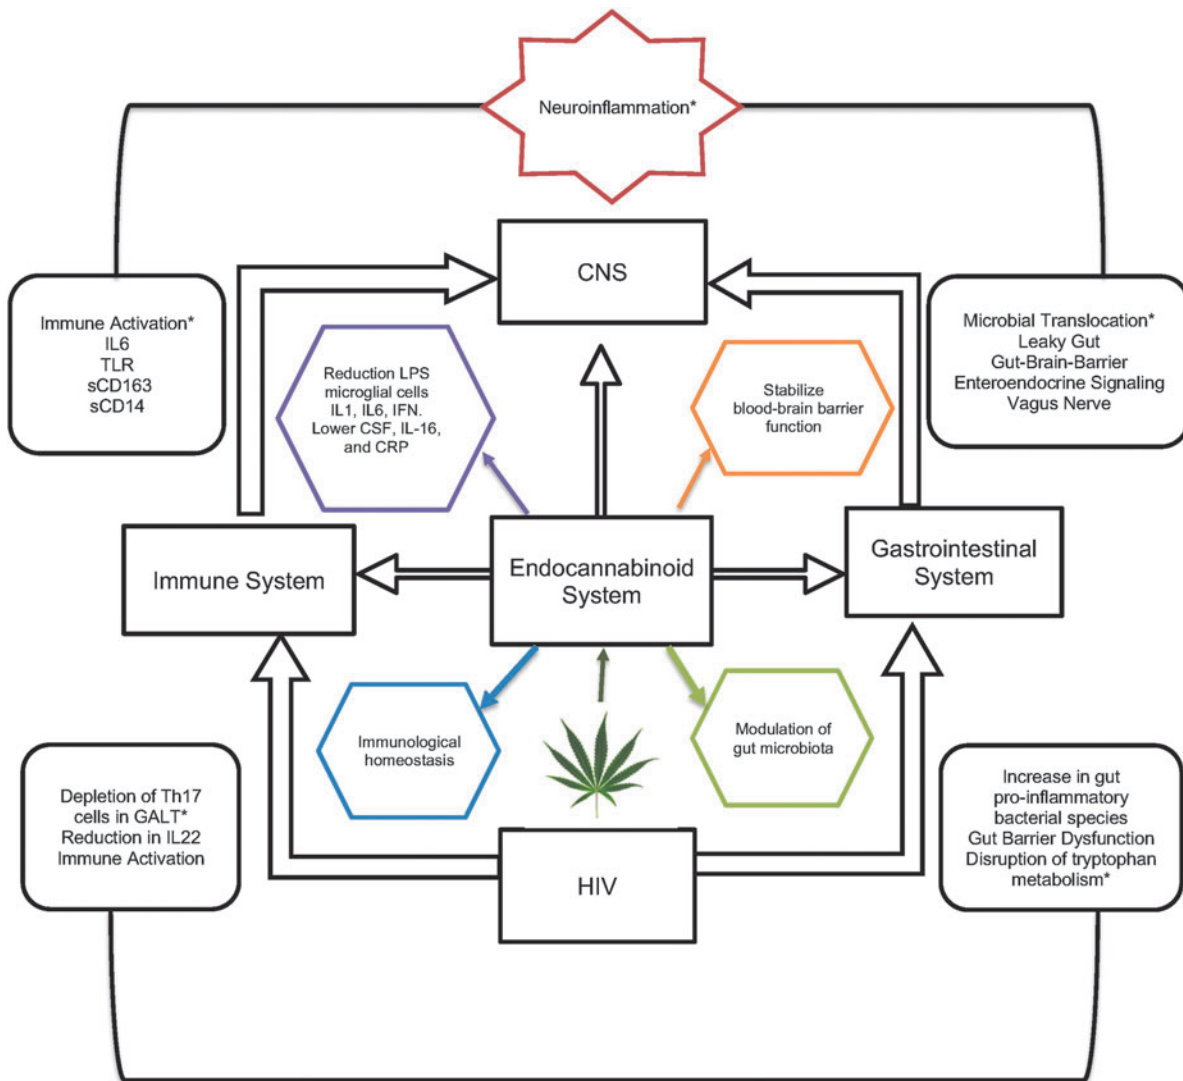 Neuroinflammation*
CNS
Immune Activation*
IL6
TLR
sCD163
sCD14
Microbial Translocation*
Leaky Gut
Gut-Brain-Barrier
Enteroendocrine Signaling
Vagus Nerve
Reduction LPS
microglial cells
IL1, IL6, IFN.
Lower CSF, IL-16,
and CRP
Stabilize
blood-brain barrier
function
Immune System
Endocannabinoid
System
Gastrointestinal
System
Immunological
homeostasis
Modulation of
gut microbiota
Depletion of Th17
cells in GALT*
Reduction in IL22
Immune Activation
HIV
Increase in gut
pro-inflammatory
bacterial species
Gut Barrier Dysfunction
Disruption of tryptophan
metabolism*